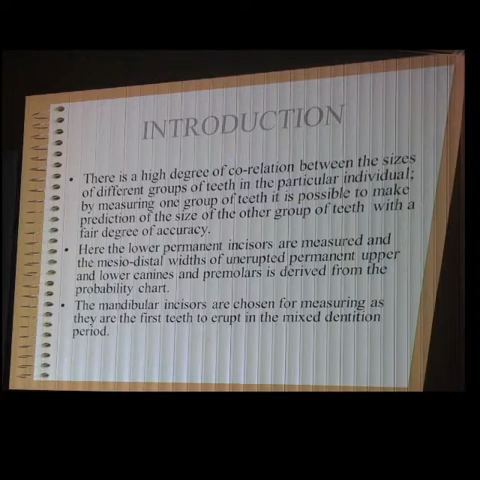 INTRODUCTION
• There is a high degree of co-relation between the sizes
of different groups of teeth in the particular individual;
by measuring one group of teeth it is possible to make
prediction of the size of the other group of teeth with a
fair degree of accuracy.
• Here the lower permanent incisors are measured and
the mesio-distal widths of unerupted permanent upper
and lower canines and premolars is derived from the
probability chart.
• The mandibular incisors are chosen for measuring as
they are the first teeth to erupt in the mixed dentition
period.